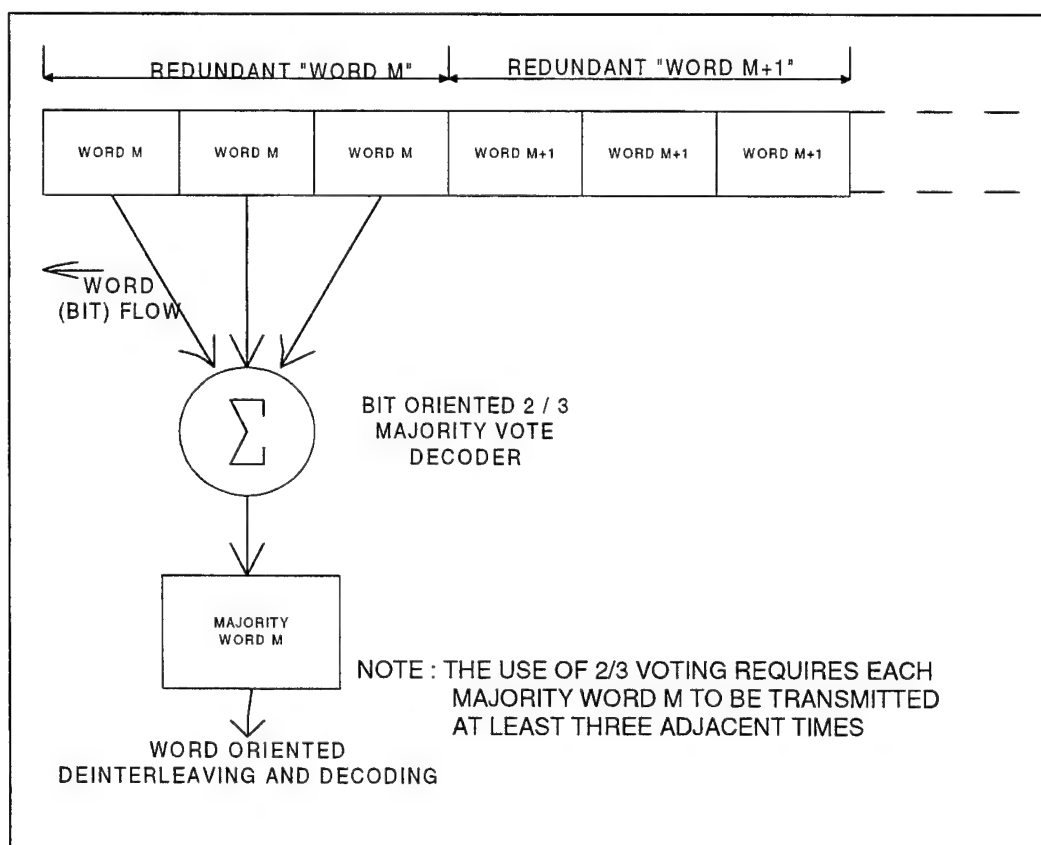 REDUNDANT "WORD M"
REDUNDANT "WORD M+1"
WORD M
WORD M
WORD M
WORD M+1
WORD M+1
WORD M+1
WORD
(BIT) FLOW
Σ
BIT ORIENTED 2 / 3
MAJORITY VOTE
DECODER
MAJORITY
WORD M
NOTE : THE USE OF 2/3 VOTING REQUIRES EACH
MAJORITY WORD M TO BE TRANSMITTED
AT LEAST THREE ADJACENT TIMES
WORD ORIENTED
DEINTERLEAVING AND DECODING